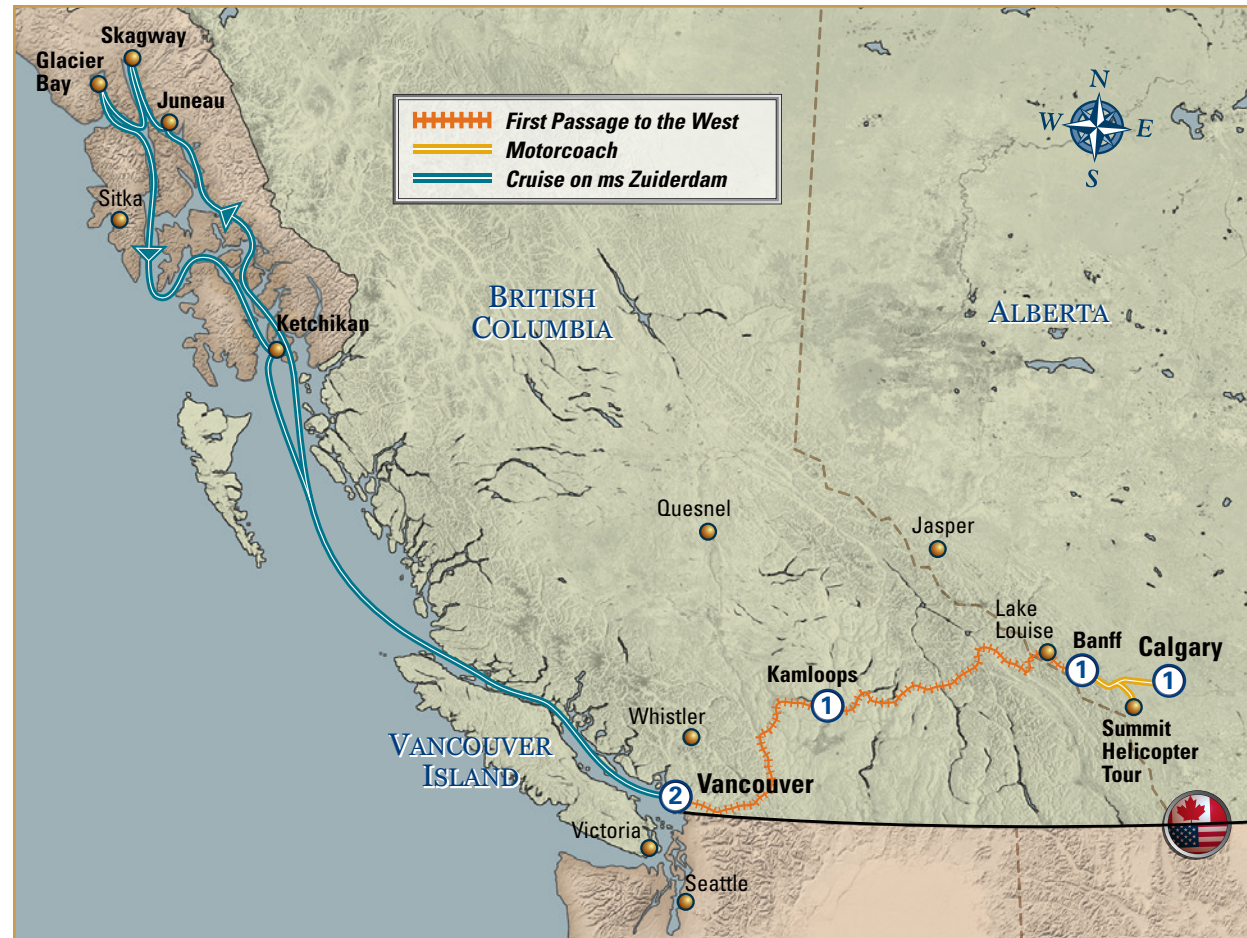 Skagway
Glacier
Bay
Juneau
Sitka
Ketchikan
First Passage to the West
Motorcoach
Cruise on ms Zuiderdam
N
W
E
S
BRITISH
COLUMBIA
ALBERTA
Quesnel
Jasper
Lake
Louise
Banff
Calgary
1
1
Kamloops
1
Summit
Helicopter
Tour
Whistler
VANCOUVER
ISLAND
Vancouver
2
Victoria
Seattle